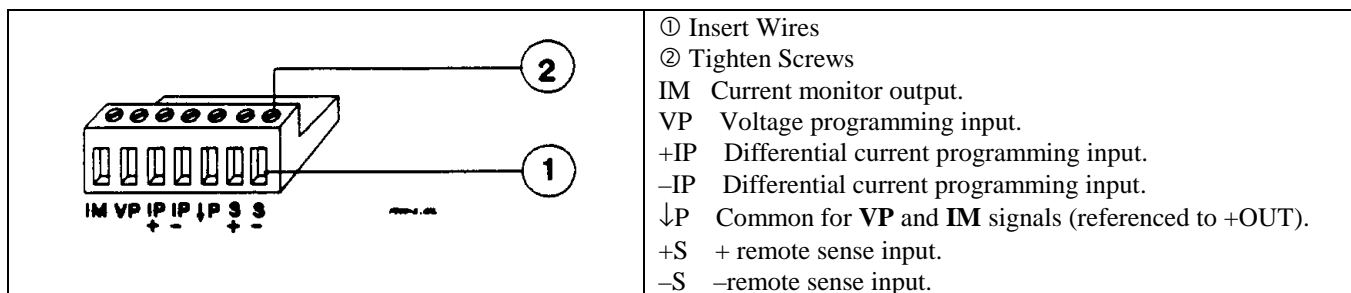 2
1
IM VP IP IP ↓P S S
+ - + -
① Insert Wires
② Tighten Screws
IM Current monitor output.
VP Voltage programming input.
+IP Differential current programming input.
–IP Differential current programming input.
↓P Common for VP and IM signals (referenced to +OUT).
+S + remote sense input.
–S –remote sense input.